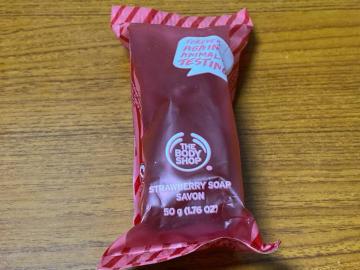 FOREVER
AGAINST
ANIMAL
TESTING
THE
BODY
SHOP
STRAWBERRY SOAP
SAVON
50 g (1.76 OZ)